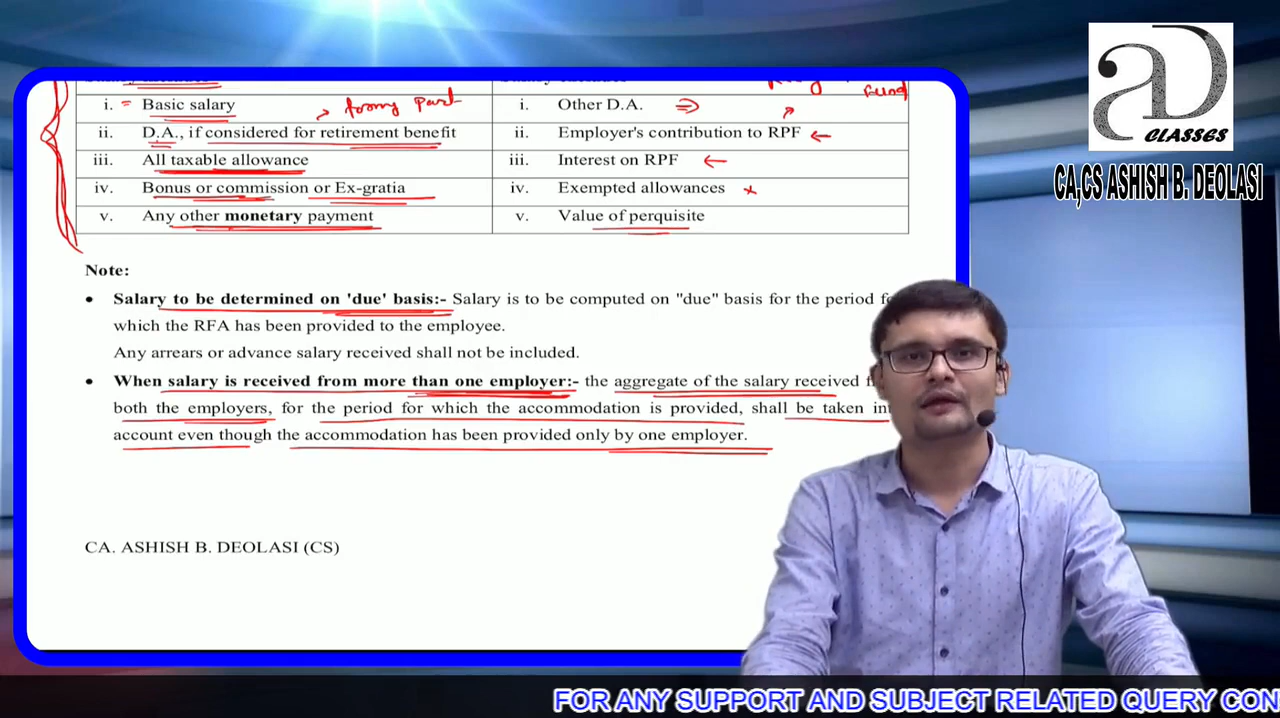 aD
CLASSES
CA,CS ASHISH B. DEOLASI
Fund
i. Basic salary
forming Part
i. Other D.A.
ii. D.A., if considered for retirement benefit
ii. Employer's contribution to RPF
iii. All taxable allowance
iii. Interest on RPF
iv. Bonus or commission or Ex-gratia
iv. Exempted allowances
v. Any other monetary payment
v. Value of perquisite
Note:
• Salary to be determined on 'due' basis:- Salary is to be computed on "due" basis for the period
which the RFA has been provided to the employee.
Any arrears or advance salary received shall not be included.
• When salary is received from more than one employer:- the aggregate of the salary received
both the employers, for the period for which the accommodation is provided, shall be taken
account even though the accommodation has been provided only by one employer.
CA. ASHISH B. DEOLASI (CS)
FOR ANY SUPPORT AND SUBJECT RELATED QUERY CON